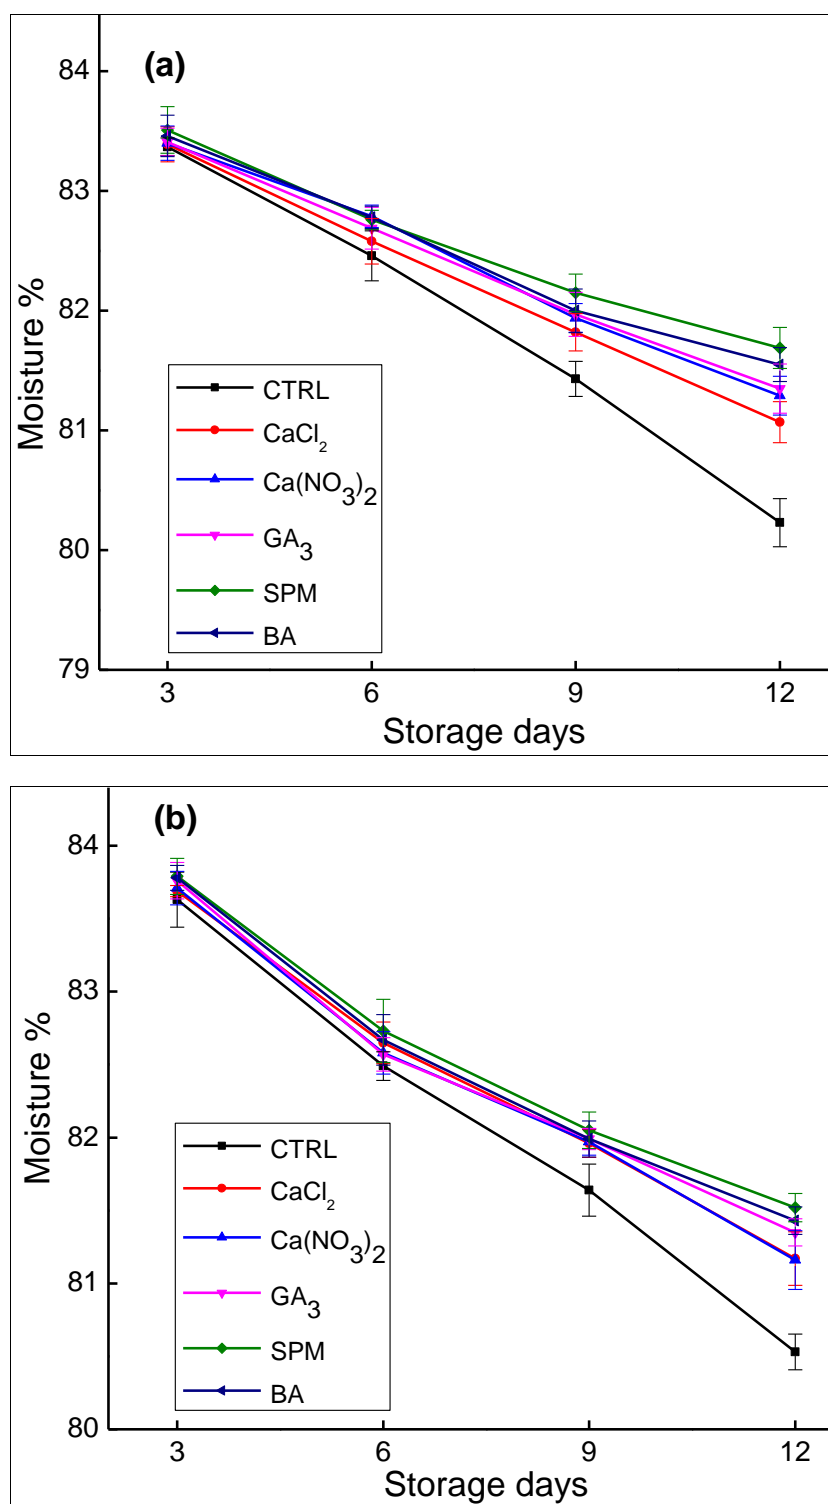 (a)
84
83
82
81
80
79
Moisture %
CTRL
CaCl₂
Ca(NO₃)₂
GA₃
SPM
BA
3 6 9 12
Storage days
(b)
84
83
82
81
80
Moisture %
CTRL
CaCl₂
Ca(NO₃)₂
GA₃
SPM
BA
3 6 9 12
Storage days